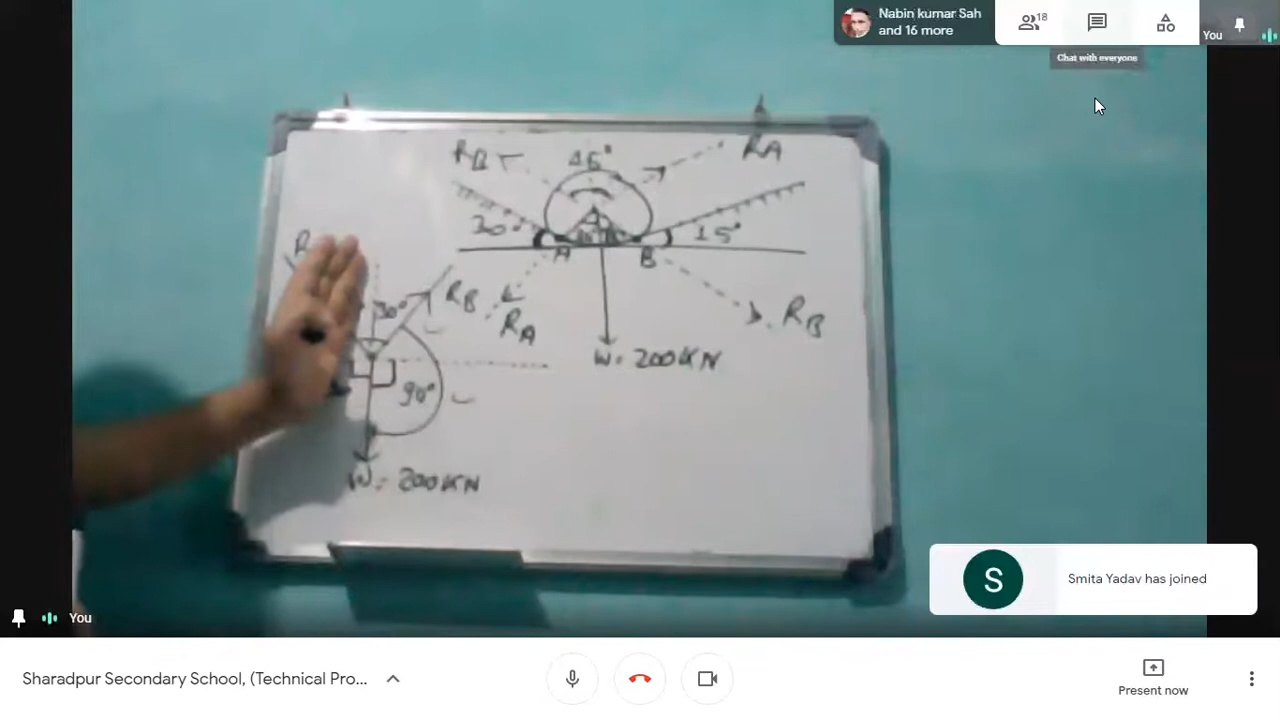 Nabin kumar Sah
and 16 more
18
You
Chat with everyone
RB
45°
RA
30°
15°
A
B
R
30°
RB
RA
RB
W = 200KN
90°
W = 200KN
Smita Yadav has joined
S
You
Sharadpur Secondary School, (Technical Pro...
Present now